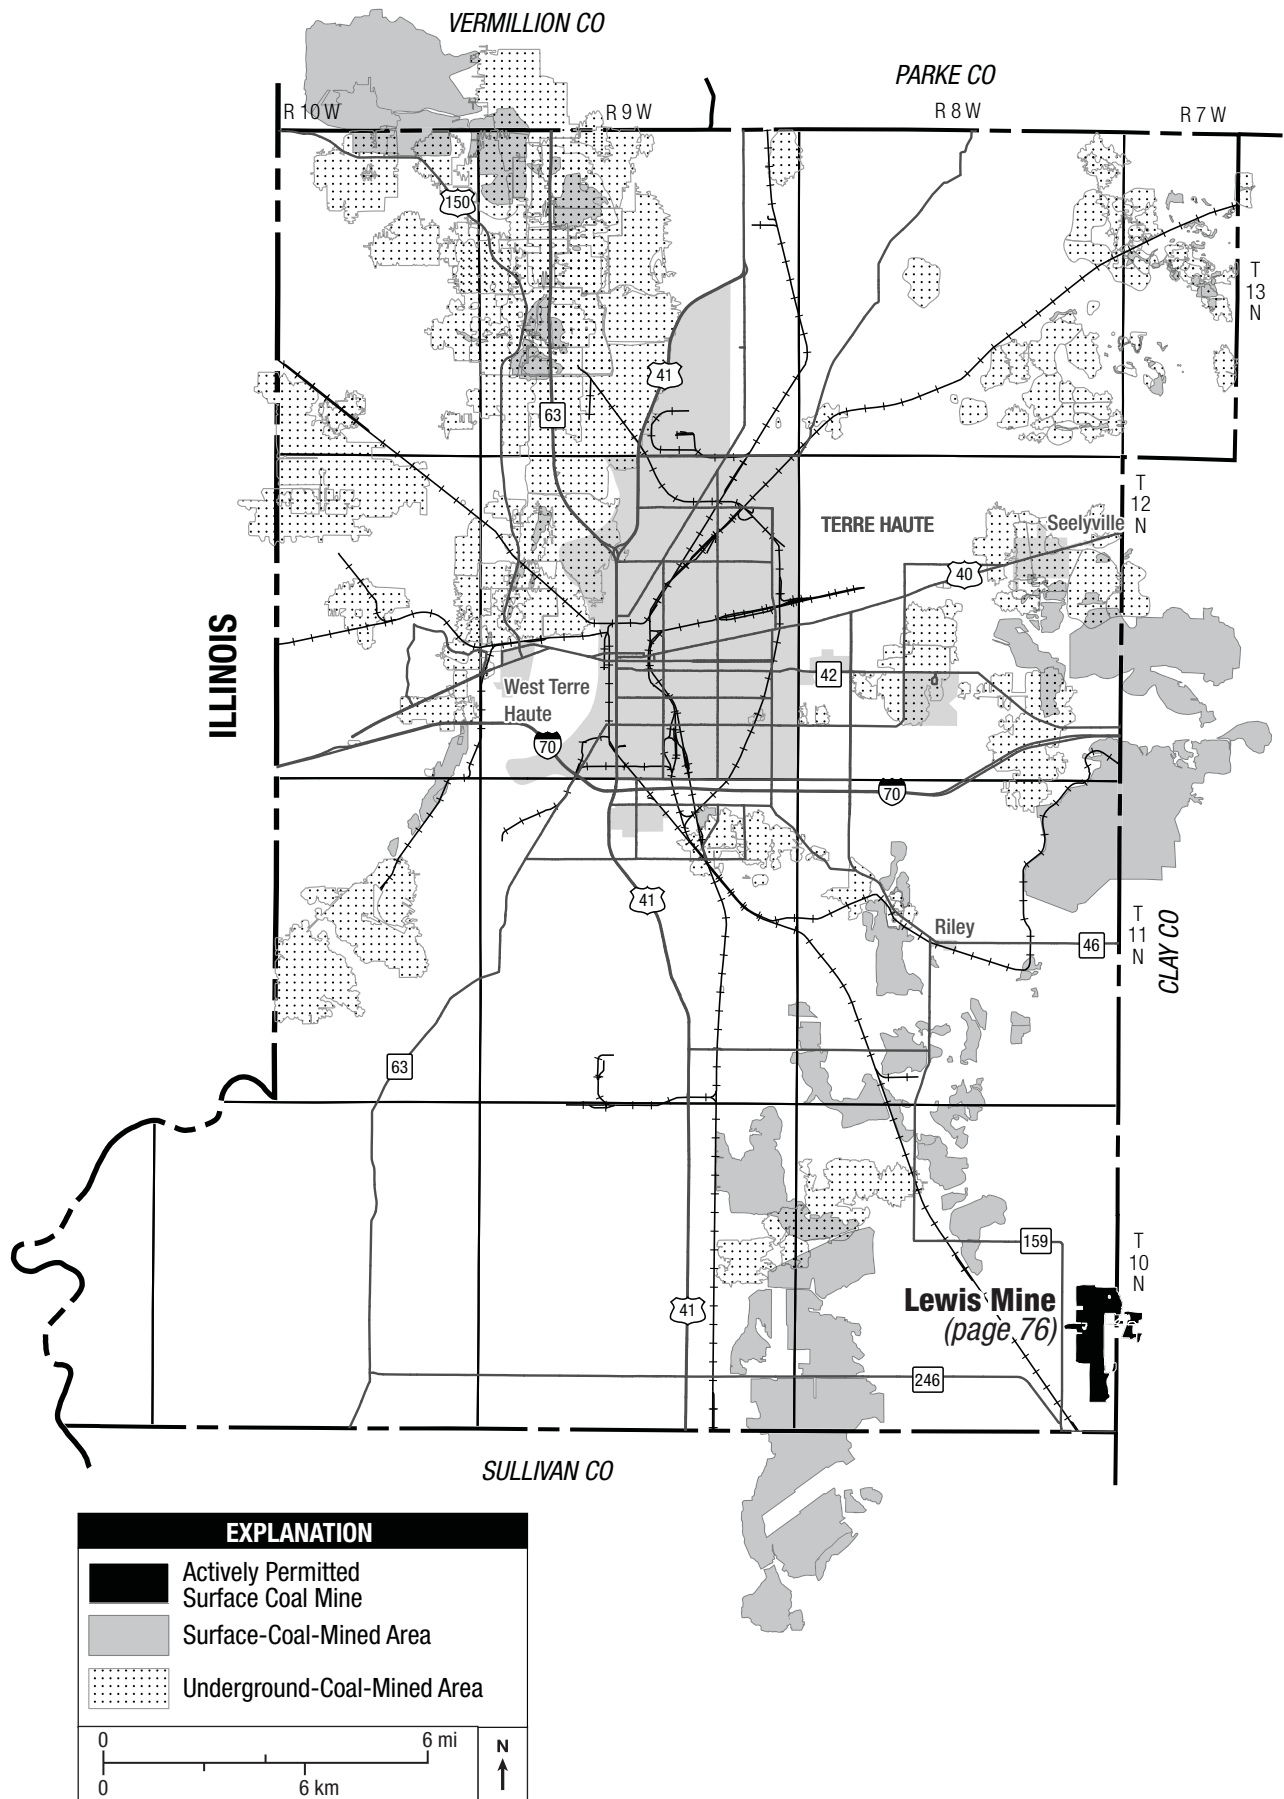 VERMILLION CO
PARKE CO
R 10 W
R 9 W
R 8 W
R 7 W
150
T
13
N
41
63
T
12
N
TERRE HAUTE
Seelyville
40
ILLINOIS
42
West Terre
Haute
70
70
41
Riley
T
11
N
46
CLAY CO
63
159
T
10
N
Lewis Mine
(page 76)
41
246
SULLIVAN CO
EXPLANATION
Actively Permitted
Surface Coal Mine
Surface-Coal-Mined Area
Underground-Coal-Mined Area
0 6 mi
0 6 km
N